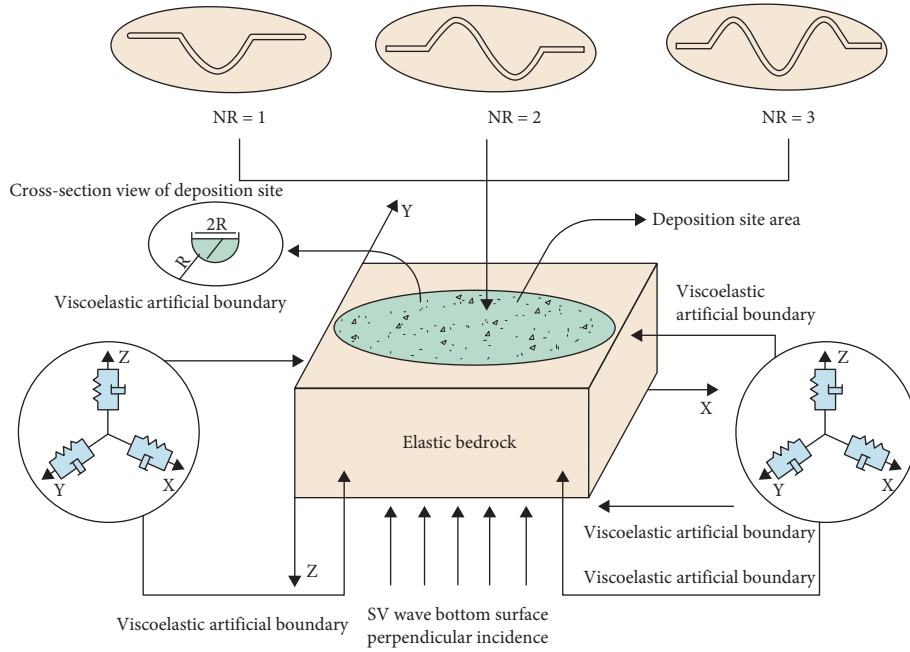 NR = 1
NR = 2
NR = 3
Cross-section view of deposition site
2R
R
Y
Deposition site area
Viscoelastic artificial boundary
Viscoelastic
artificial boundary
Z
Y
X
X
Z
Y
X
Elastic bedrock
Z
Viscoelastic artificial boundary
Viscoelastic artificial boundary
Viscoelastic artificial boundary
SV wave bottom surface
perpendicular incidence